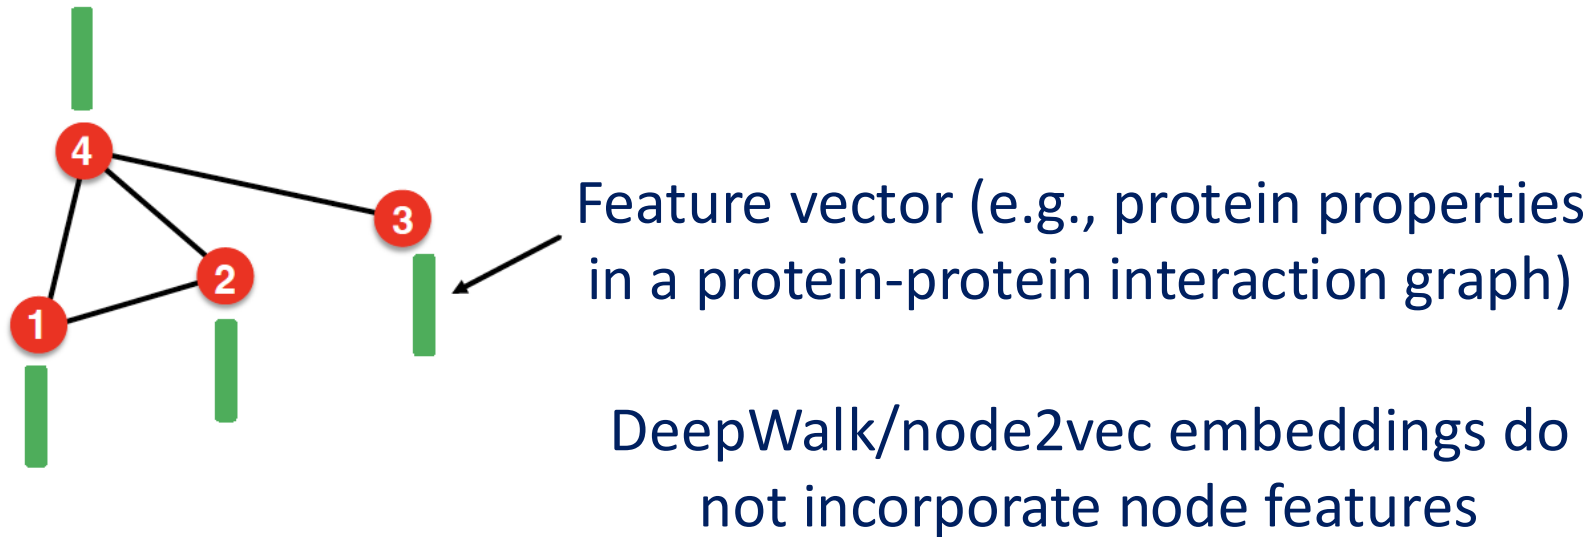 4
3
2
1
Feature vector (e.g., protein properties
in a protein-protein interaction graph)
DeepWalk/node2vec embeddings do
not incorporate node features